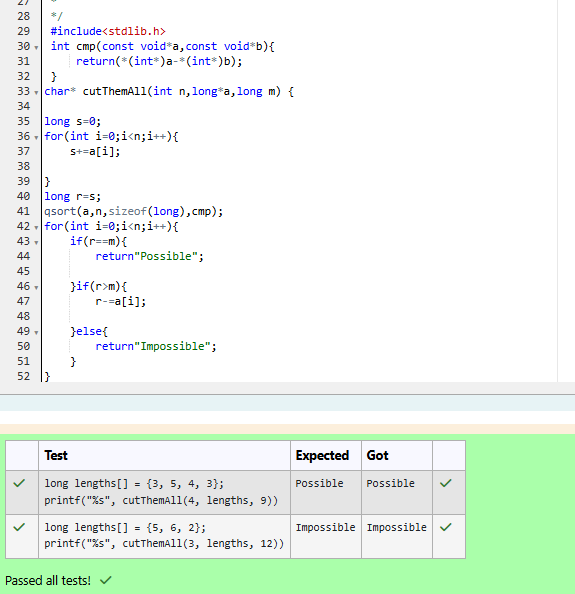 27 *
28 */
29 #include<stdlib.h>
30 int cmp(const void*a,const void*b){
31 return(*(int*)a-*(int*)b);
32 }
33 char* cutThemAll(int n,long*a,long m) {
34
35 long s=0;
36 for(int i=0;i<n;i++){
37 s+=a[i];
38
39 }
40 long r=s;
41 qsort(a,n,sizeof(long),cmp);
42 for(int i=0;i<n;i++){
43 if(r==m){
44 return"Possible";
45
46 }if(r>m){
47 r-=a[i];
48
49 }else{
50 return"Impossible";
51 }
52 }
Test Expected Got
✓ long lengths[] = {3, 5, 4, 3}; Possible Possible ✓
printf("%s", cutThemAll(4, lengths, 9))
✓ long lengths[] = {5, 6, 2}; Impossible Impossible ✓
printf("%s", cutThemAll(3, lengths, 12))
Passed all tests! ✓